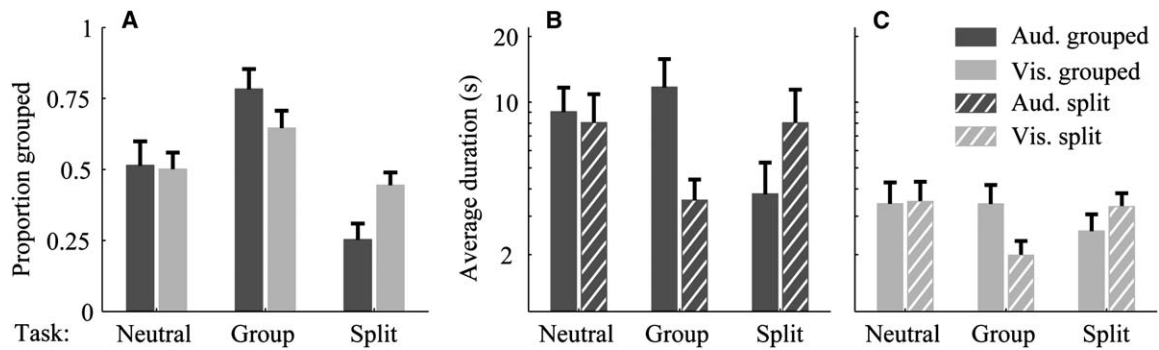 A
Proportion grouped
1
0.75
0.5
0.25
0
Task:
Neutral
Group
Split
B
Average duration (s)
20
10
2
Neutral
Group
Split
C
Aud. grouped
Vis. grouped
Aud. split
Vis. split
Neutral
Group
Split